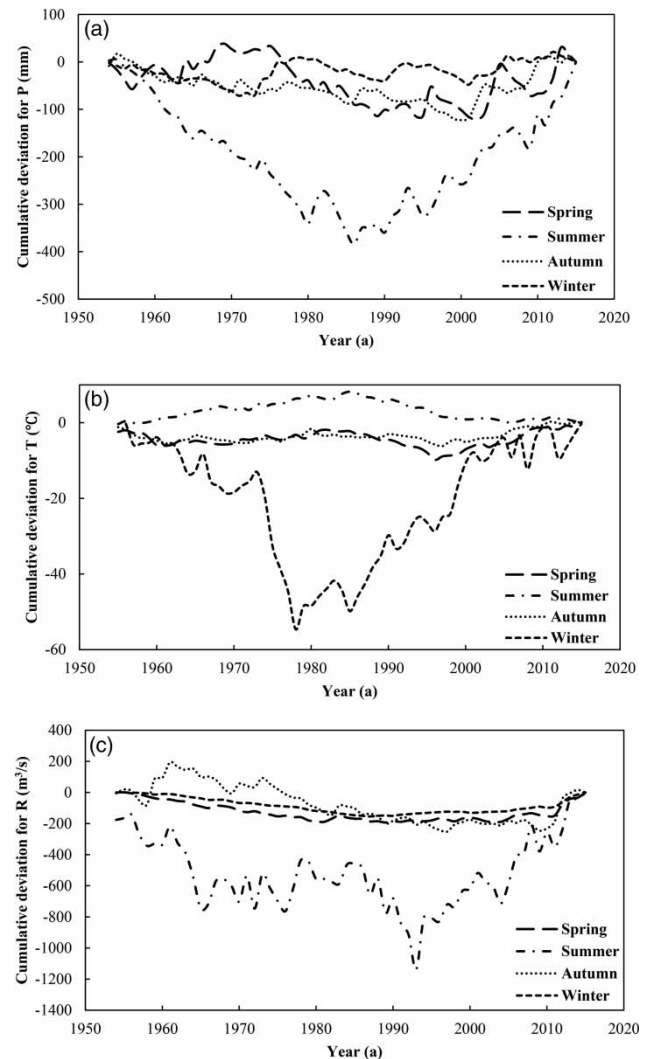 (a)
Cumulative deviation for P (mm)
100
0
-100
-200
-300
-400
-500
Spring
Summer
Autumn
Winter
1950 1960 1970 1980 1990 2000 2010 2020
Year (a)
(b)
Cumulative deviation for T (℃)
0
-20
-40
-60
Spring
Summer
Autumn
Winter
1950 1960 1970 1980 1990 2000 2010 2020
Year (a)
(c)
Cumulative deviation for R (m³/s)
400
200
0
-200
-400
-600
-800
-1000
-1200
-1400
Spring
Summer
Autumn
Winter
1950 1960 1970 1980 1990 2000 2010 2020
Year (a)